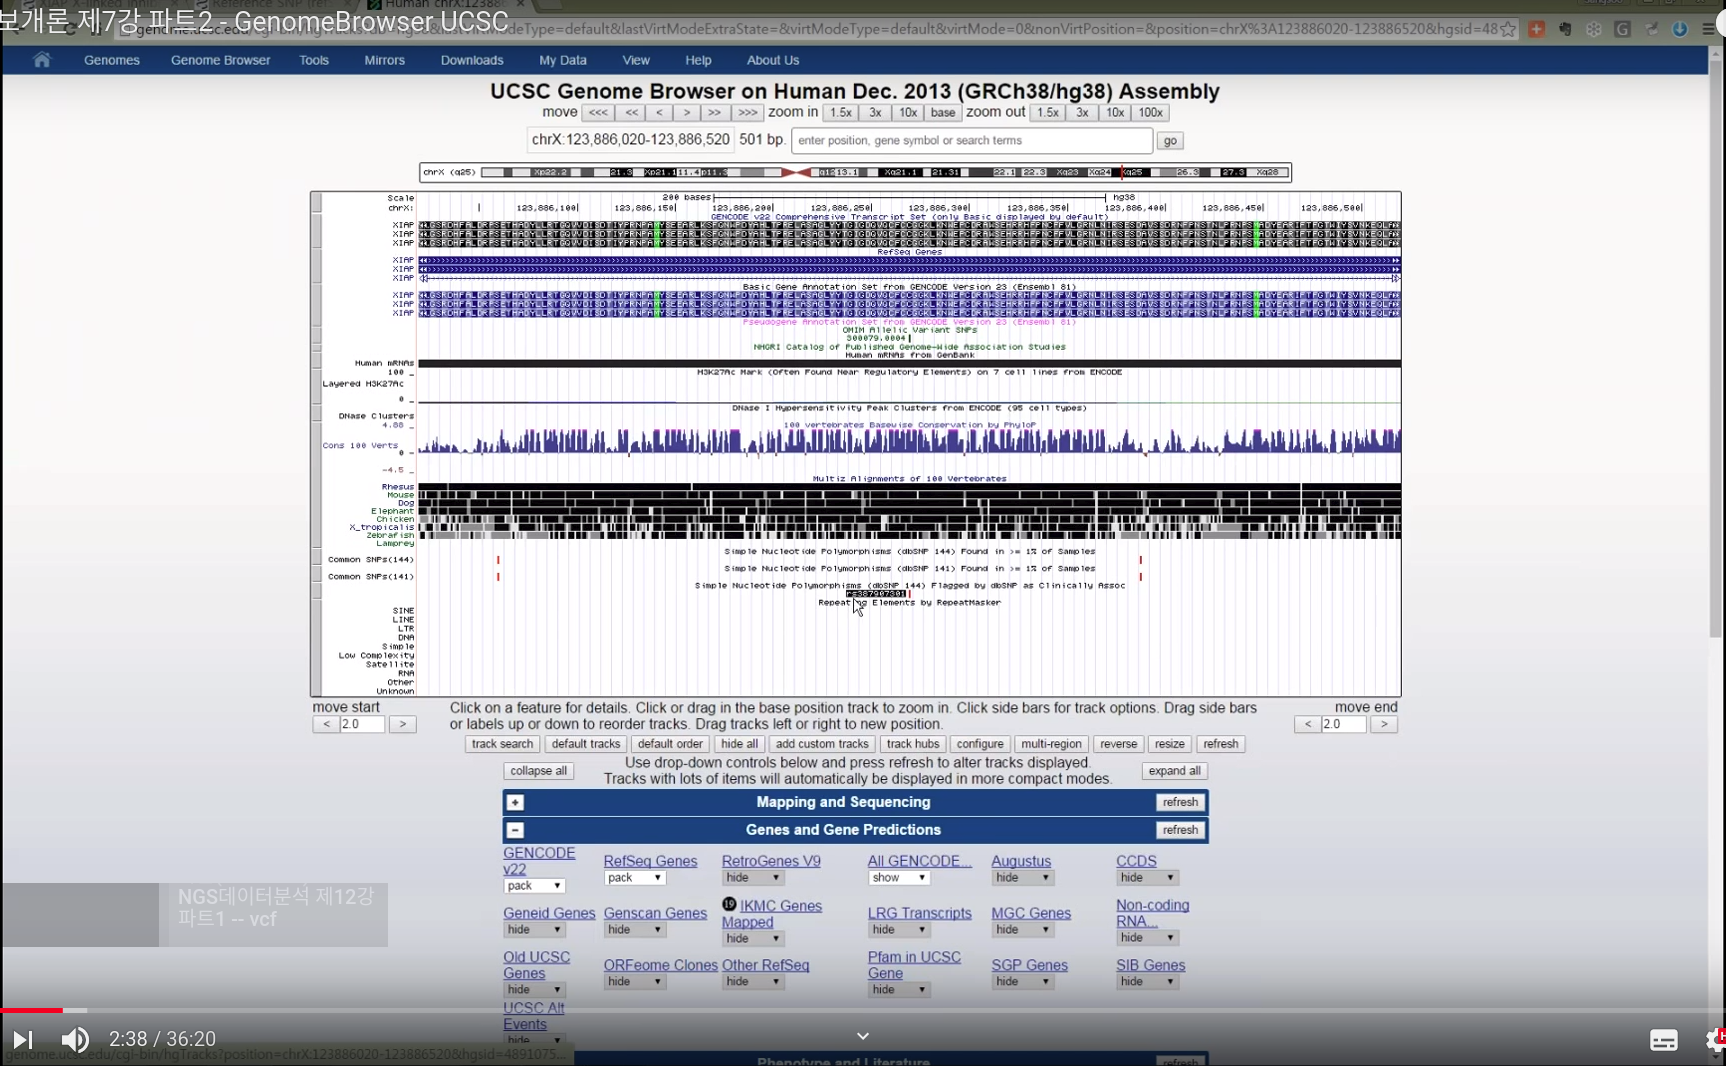 보개론 제7강 파트2 - GenomeBrowser UCSC
Human chrX:1238
genome.ucsc.edu/cgi-bin/hgTracks
Type=default&lastVirtModeExtraState=&virtModeType=default&virtMode=0&nonVirtPosition=&position=chrX%3A123886020-123886520&hgsid=48
Genomes Genome Browser Tools Mirrors Downloads My Data View Help About Us
UCSC Genome Browser on Human Dec. 2013 (GRCh38/hg38) Assembly
move <<< << < > >> >>> zoom in 1.5x 3x 10x base zoom out 1.5x 3x 10x 100x
chrX:123,886,020-123,886,520 501 bp. enter position, gene symbol or search terms go
chrX (q25) Xp22.2 21.3 Xp21.1 11.4 p11.3 q12 13.1 Xq21.1 21.31 22.1 22.3 Xq23 Xq24 Xq25 26.3 27.3 Xq28
Scale 200 bases hg38
chrX: 123,886,100 123,886,150 123,886,200 123,886,250 123,886,300 123,886,350 123,886,400 123,886,450 123,886,500
GENCODE v22 Comprehensive Transcript Set (only Basic displayed by default)
XIAP
XIAP
XIAP
RefSeq Genes
XIAP
XIAP
XIAP
Basic Gene Annotation Set from GENCODE Version 23 (Ensembl 81)
XIAP
XIAP
XIAP
Pseudogene Annotation Set from GENCODE Version 23 (Ensembl 81)
OMIM Allelic Variant SNPs
300079.0004
NHGRI Catalog of Published Genome-Wide Association Studies
Human mRNAs from GenBank
Human mRNAs
100 _ H3K27Ac Mark (Often Found Near Regulatory Elements) on 7 cell lines from ENCODE
Layered H3K27Ac
0 _
DNase I Hypersensitivity Peak Clusters from ENCODE (95 cell types)
DNase Clusters
4.88 _ 100 vertebrates Basewise Conservation by PhyloP
Cons 100 Verts
0 _
-4.5 _
Multiz Alignments of 100 Vertebrates
Rhesus
Mouse
Dog
Elephant
Chicken
X_tropicalis
Zebrafish
Lamprey
Simple Nucleotide Polymorphisms (dbSNP 144) Found in >= 1% of Samples
Common SNPs(144)
Simple Nucleotide Polymorphisms (dbSNP 141) Found in >= 1% of Samples
Common SNPs(141)
Simple Nucleotide Polymorphisms (dbSNP 144) Flagged by dbSNP as Clinically Assoc
rs387907301
Repeating Elements by RepeatMasker
SINE
LINE
LTR
DNA
Simple
Low Complexity
Satellite
RNA
Other
Unknown
move start Click on a feature for details. Click or drag in the base position track to zoom in. Click side bars for track options. Drag side bars move end
< 2.0 > or labels up or down to reorder tracks. Drag tracks left or right to new position. < 2.0 >
track search default tracks default order hide all add custom tracks track hubs configure multi-region reverse resize refresh
collapse all Use drop-down controls below and press refresh to alter tracks displayed. expand all
Tracks with lots of items will automatically be displayed in more compact modes.
+ Mapping and Sequencing refresh
- Genes and Gene Predictions refresh
GENCODE v22 RefSeq Genes RetroGenes V9 All GENCODE... Augustus CCDS
pack pack hide show hide hide
Geneid Genes Genscan Genes IKMC Genes Mapped LRG Transcripts MGC Genes Non-coding RNA...
hide hide hide hide hide hide
Old UCSC Genes ORFeome Clones Other RefSeq Pfam in UCSC Gene SGP Genes SIB Genes
hide hide hide hide hide hide
UCSC Alt Events
hide
Phenotype and Literature refresh
NGS데이터분석 제12강
파트1 -- vcf
2:38 / 36:20
genome.ucsc.edu/cgi-bin/hgTracks?position=chrX:123886020-123886520&hgsid=4891075...